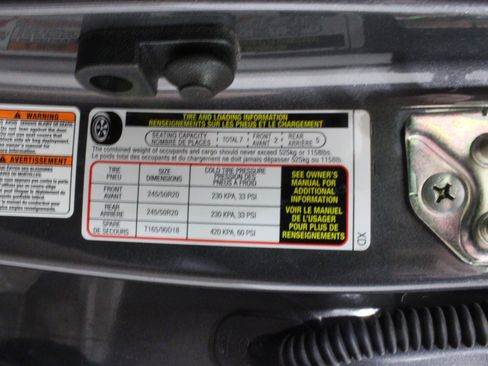 WARNING
AVERTISSEMENT
TIRE AND LOADING INFORMATION
RENSEIGNEMENTS SUR LES PNEUS ET LE CHARGEMENT
SEATING CAPACITY
NOMBRE DE PLACES
TOTAL 7
FRONT
AVANT 2
REAR
ARRIÈRE 5
The combined weight of occupants and cargo should never exceed 525kg or 1158lb.
Le poids total des occupants et du chargement ne doit jamais dépasser 525kg ou 1158lb.
TIRE
PNEU
SIZE
DIMENSIONS
COLD TIRE PRESSURE
PRESSION DES
PNEUS A FROID
FRONT
AVANT
245/50R20
230 KPA, 33 PSI
REAR
ARRIÈRE
245/50R20
230 KPA, 33 PSI
SPARE
DE SECOURS
T165/90D18
420 KPA, 60 PSI
SEE OWNER'S
MANUAL FOR
ADDITIONAL
INFORMATION
VOIR LE MANUEL
DE L'USAGER
POUR PLUS DE
RENSEIGNEMENTS
XD